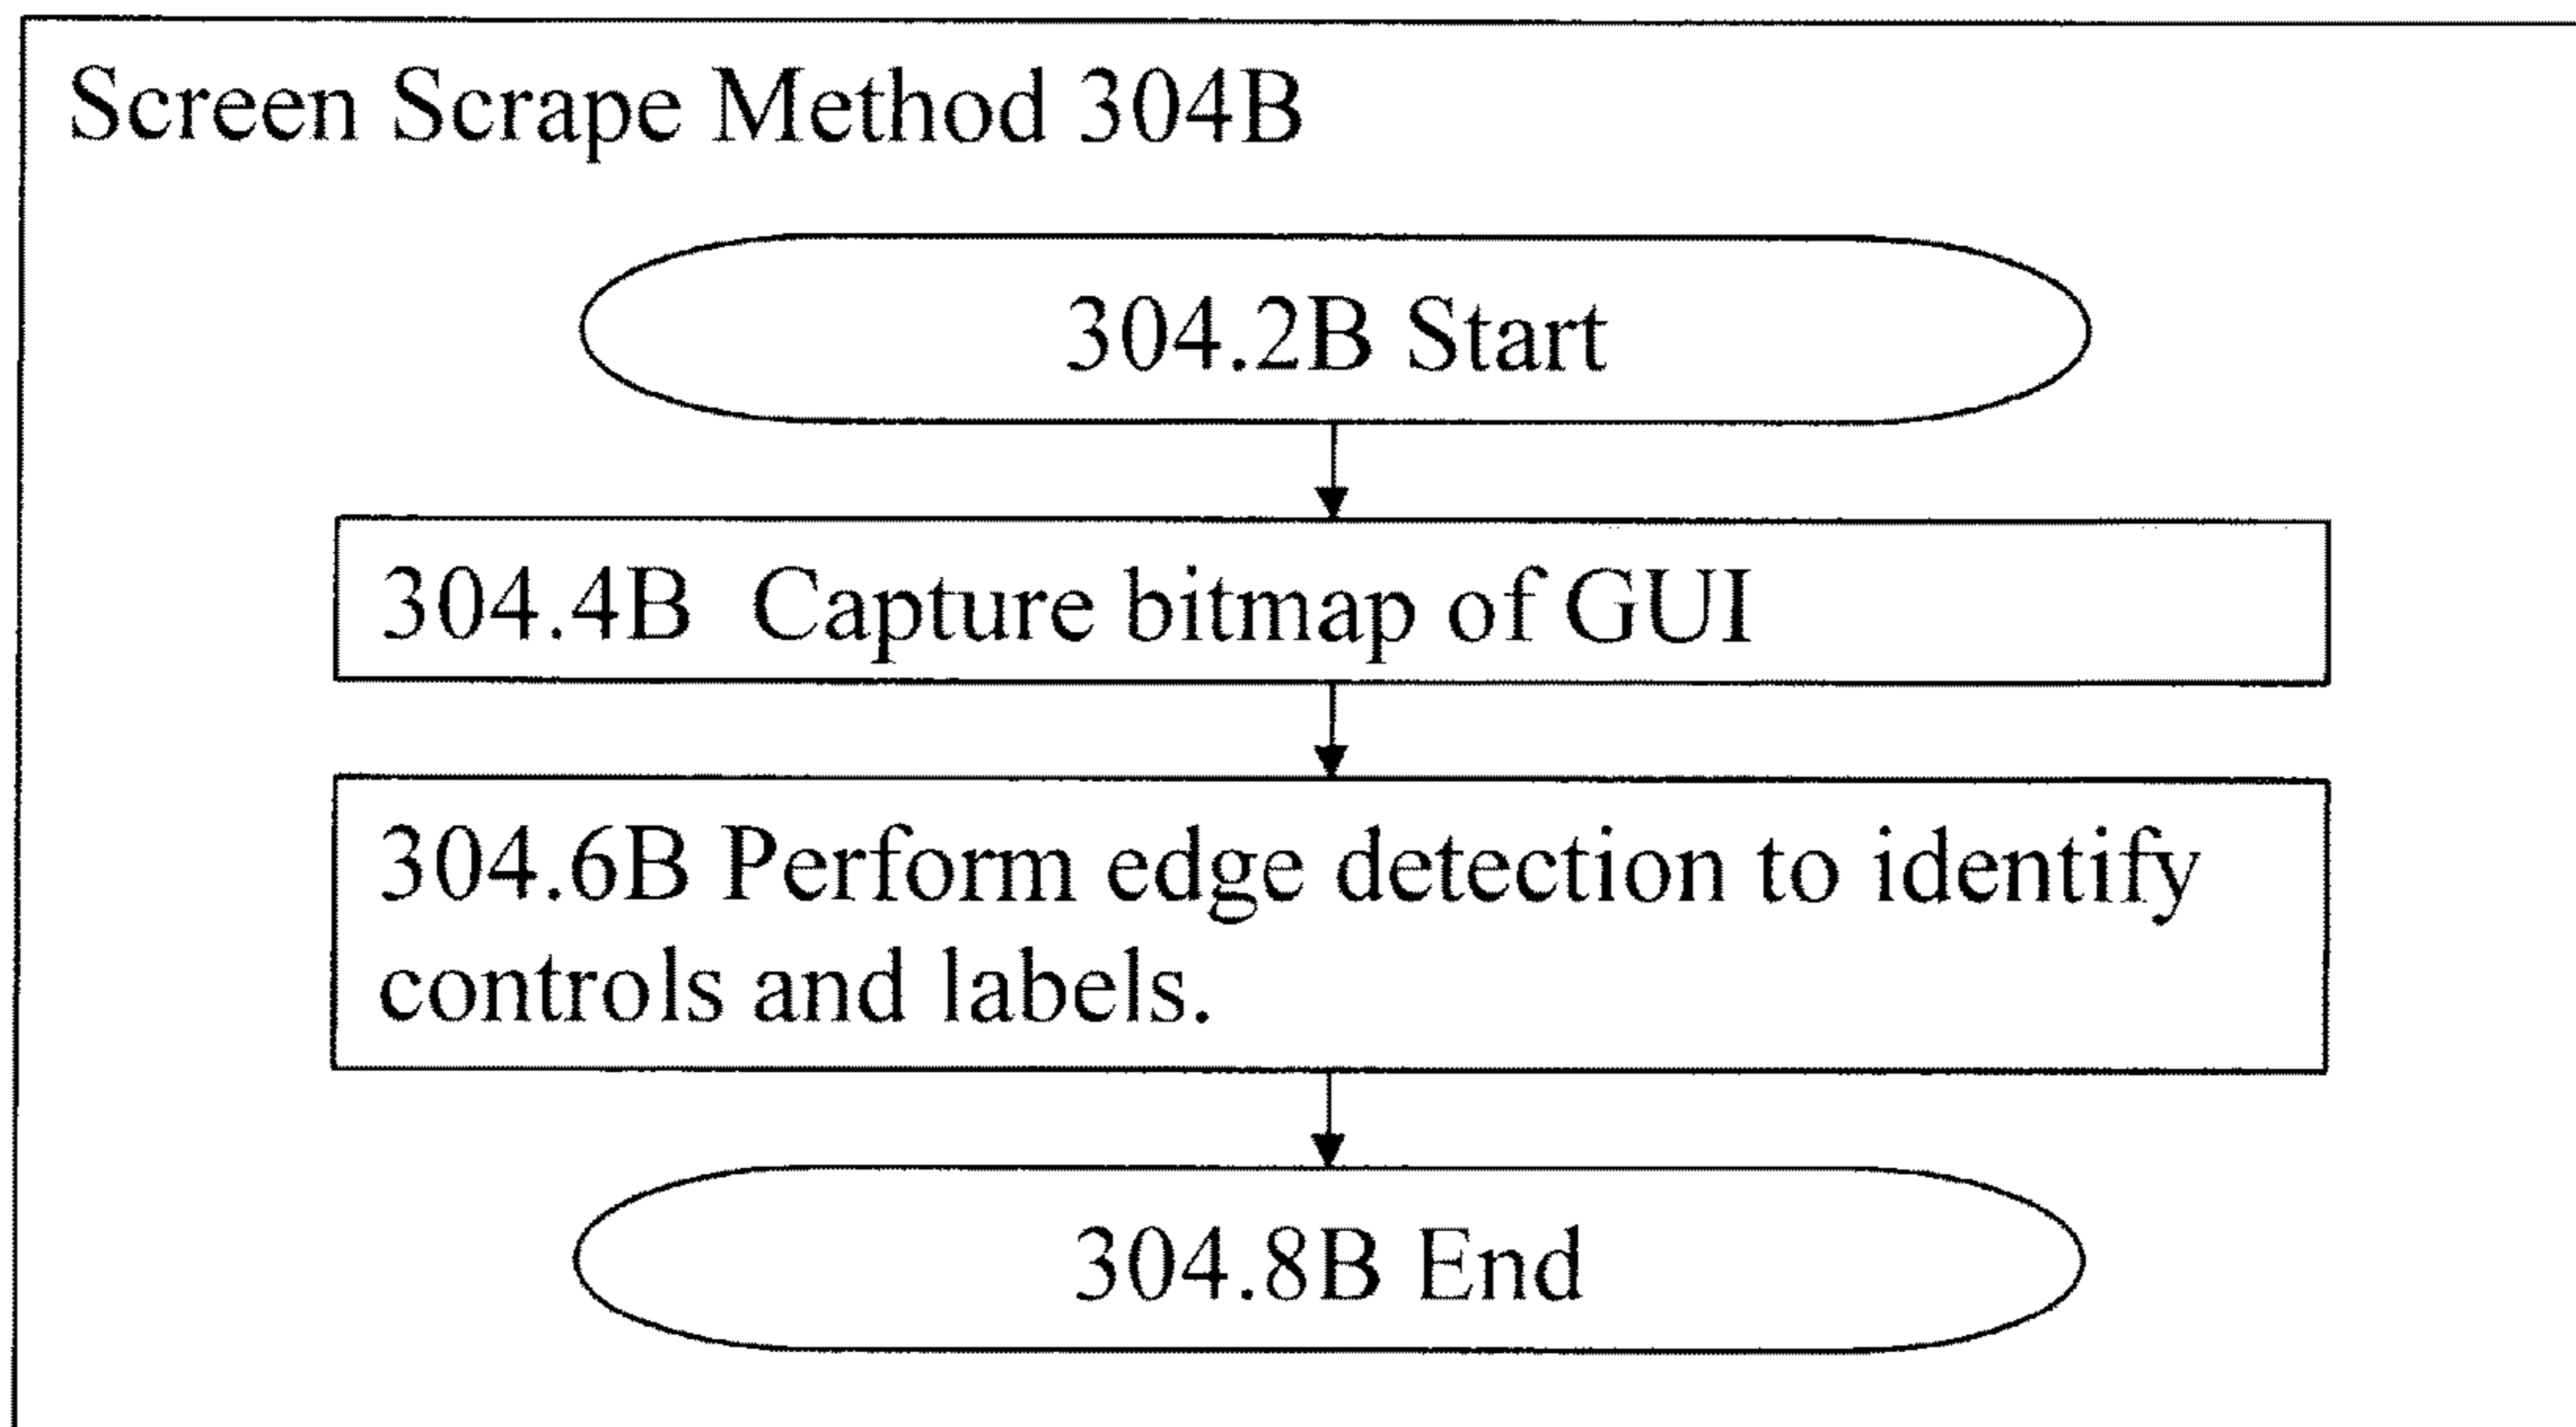 Screen Scrape Method 304B
304.2B Start
304.4B Capture bitmap of GUI
304.6B Perform edge detection to identify
controls and labels.
304.8B End